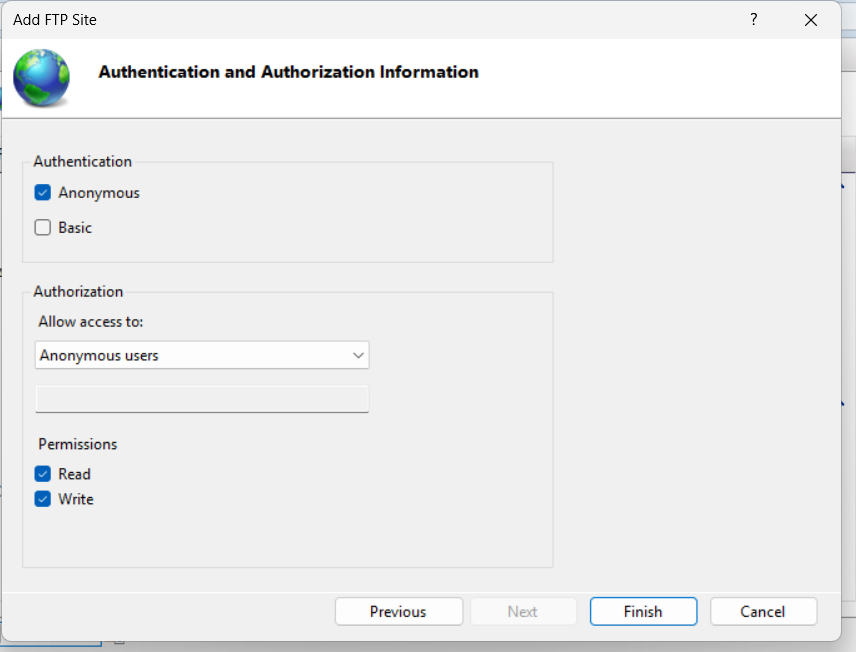 Add FTP Site
?
Authentication and Authorization Information
Authentication
Anonymous
Basic
Authorization
Allow access to:
Anonymous users
Permissions
Read
Write
Previous Next Finish Cancel